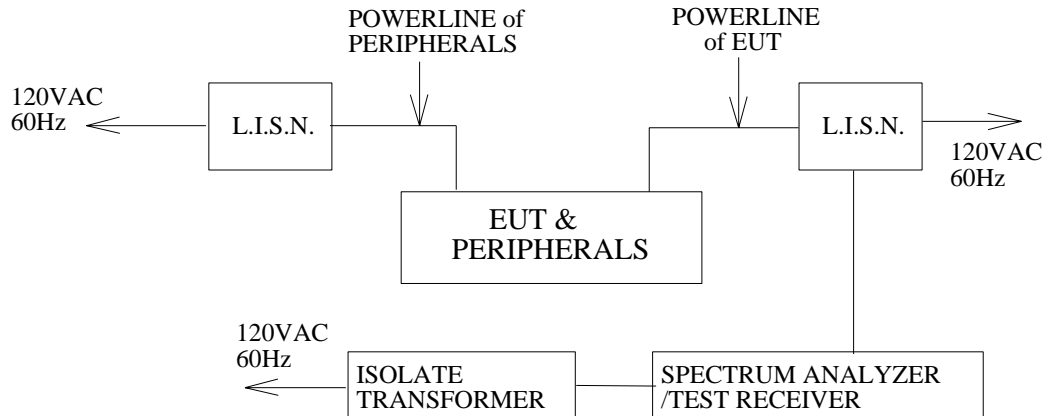 POWERLINE of
PERIPHERALS
POWERLINE
of EUT
120VAC
60Hz
L.I.S.N.
L.I.S.N.
120VAC
60Hz
EUT &
PERIPHERALS
120VAC
60Hz
ISOLATE
TRANSFORMER
SPECTRUM ANALYZER
/TEST RECEIVER